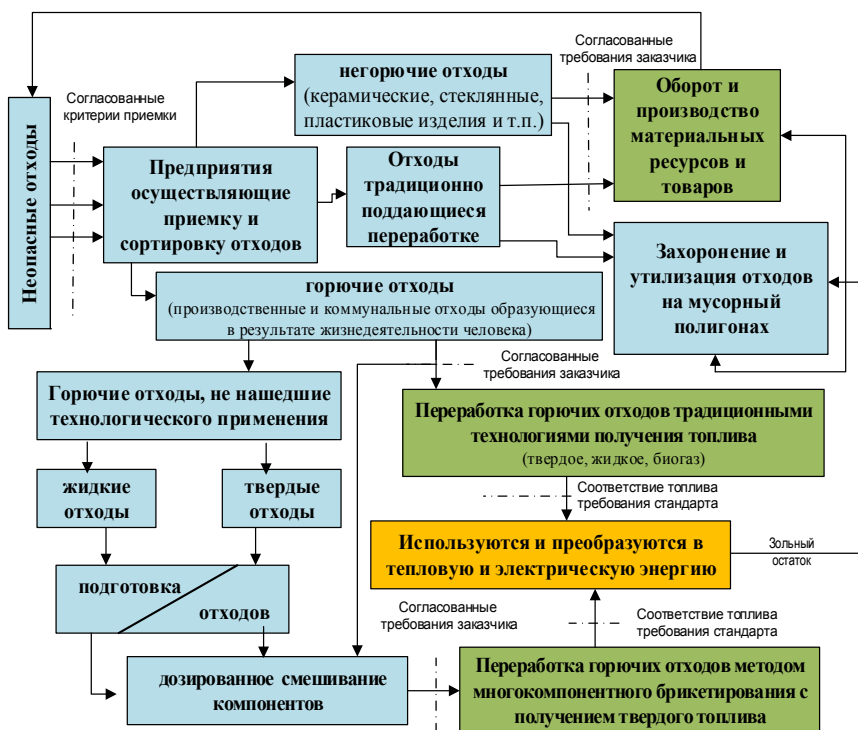 Согласованные
требования заказчика
негорючие отходы
(керамические, стеклянные,
пластиковые изделия и т.п.)
Оборот и
производство
материальных
ресурсов и
товаров
Согласованные
критерии приемки
Неопасные отходы
Предприятия
осуществляющие
приемку и
сортировку отходов
Отходы
традиционно
поддающиеся
переработке
Захоронение и
утилизация отходов
на мусорный
полигонах
горючие отходы
(производственные и коммунальные отходы образующиеся
в результате жизнедеятельности человека)
Согласованные
требования заказчика
Горючие отходы, не нашедшие
технологического применения
Переработка горючих отходов традиционными
технологиями получения топлива
(твердое, жидкое, биогаз)
жидкие
отходы
твердые
отходы
Соответствие топлива
требования стандарта
Используются и преобразуются в
тепловую и электрическую энергию
Зольный
остаток
подготовка
отходов
Согласованные
требования заказчика
Соответствие топлива
требования стандарта
дозированное смешивание
компонентов
Переработка горючих отходов методом
многокомпонентного брикетирования с
получением твердого топлива